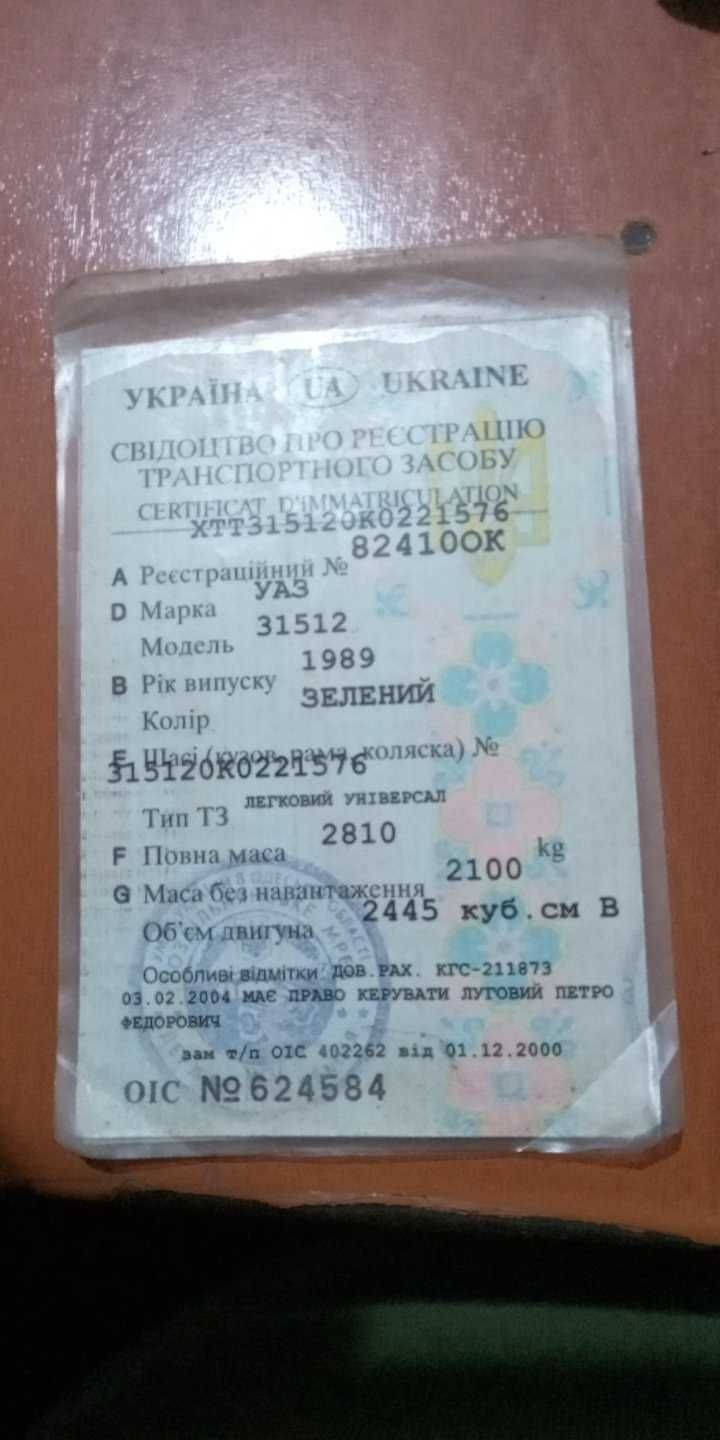 УКРАЇНА UA UKRAINE
СВІДОЦТВО ПРО РЕЄСТРАЦІЮ
ТРАНСПОРТНОГО ЗАСОБУ
CERTIFICAT D'IMMATRICULATION
XTT315120K0221576
A Реєстраційний № 82410ОК
D Марка УАЗ
Модель 31512
B Рік випуску 1989
Колір ЗЕЛЕНИЙ
E Шасі (кузов, рама, коляска) №
315120K0221576
Тип ТЗ ЛЕГКОВИЙ УНІВЕРСАЛ
F Повна маса 2810
G Маса без навантаження 2100 kg
Об'єм двигуна 2445 куб.см В
Особливі відмітки: ДОВ.РАХ. КГС-211873
03.02.2004 МАЄ ПРАВО КЕРУВАТИ ЛУГОВИЙ ПЕТРО
ФЕДОРОВИЧ
зам т/п ОІС 402262 від 01.12.2000
ОІС №624584